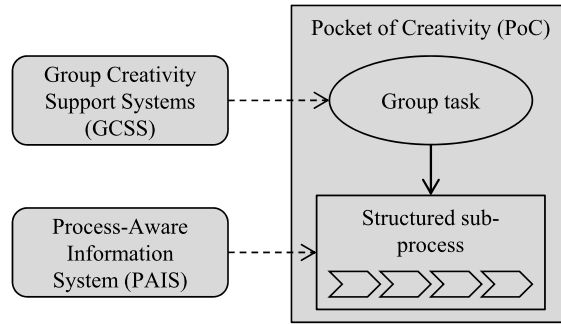 Pocket of Creativity (PoC)
Group Creativity
Support Systems
(GCSS)
Group task
Process-Aware
Information
System (PAIS)
Structured sub-
process